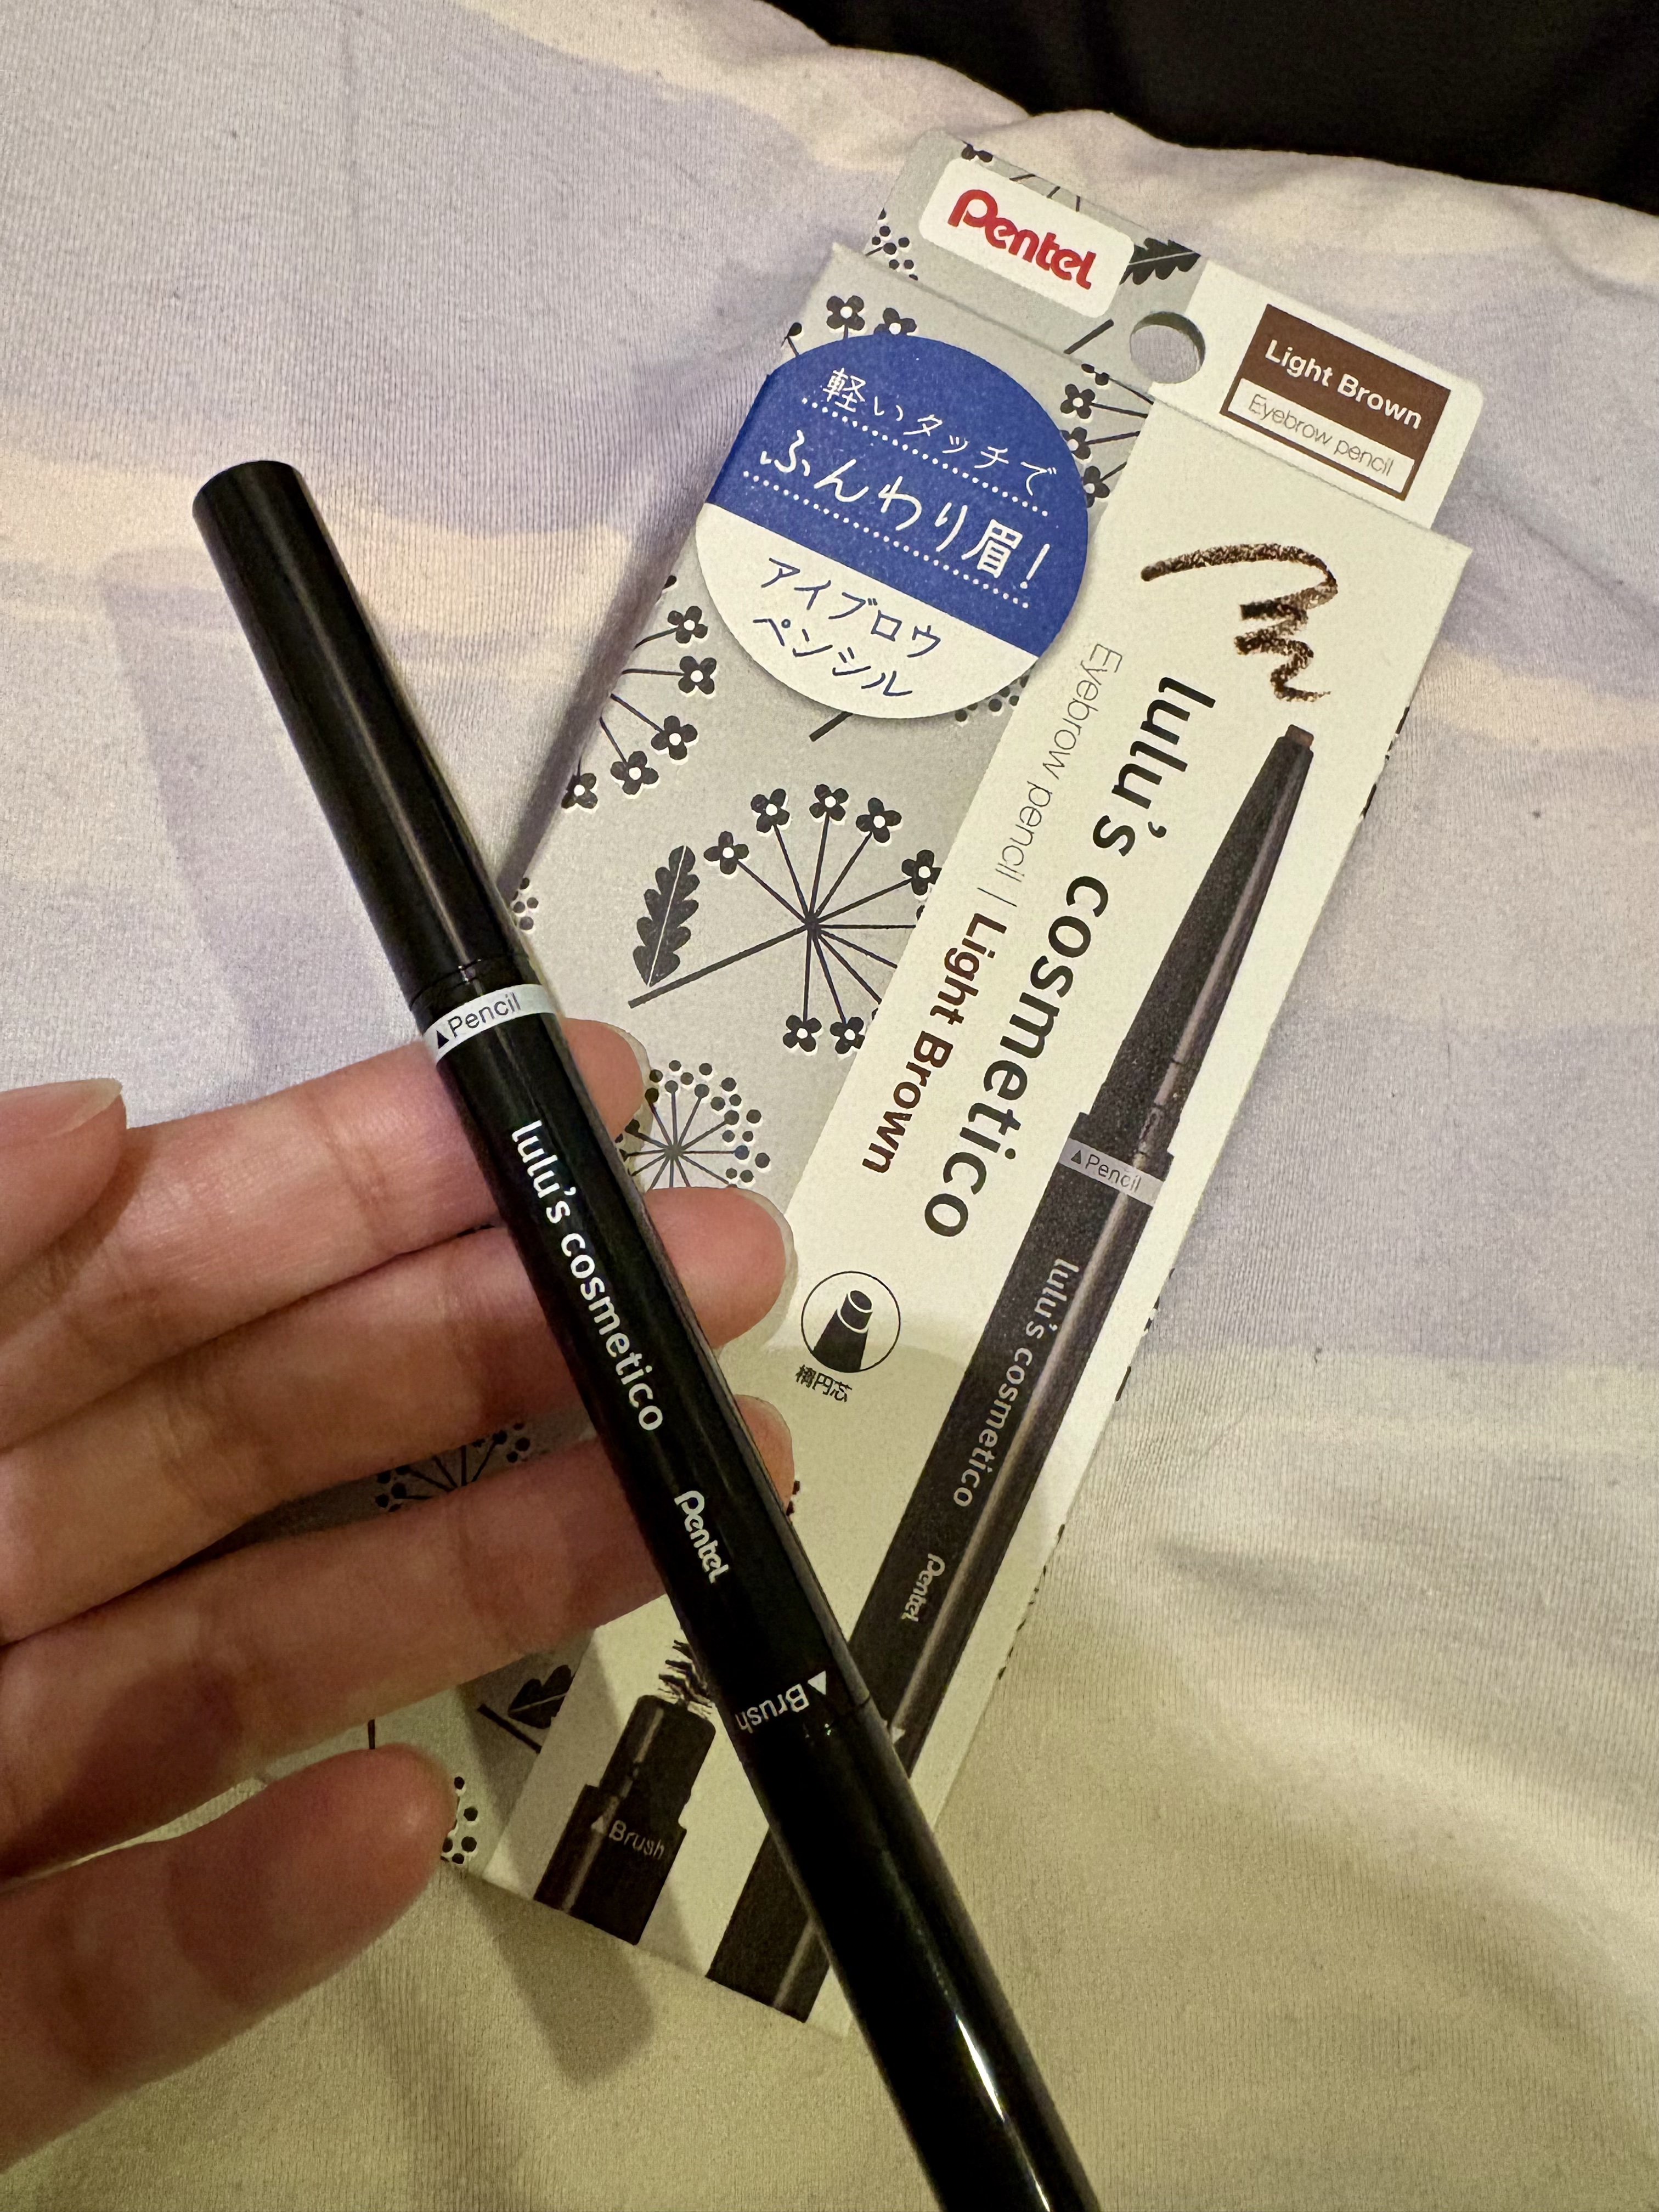 Pentel
Light Brown
Eyebrow pencil
軽いタッチで
ふんわり眉!
アイブロウ
ペンシル
lulu's cosmetico
Eyebrow pencil | Light Brown
▲Pencil
lulu's cosmetico
Pentel
楕円芯
▲Brush
▲Pencil
lulu's cosmetico
Pentel
▲Brush